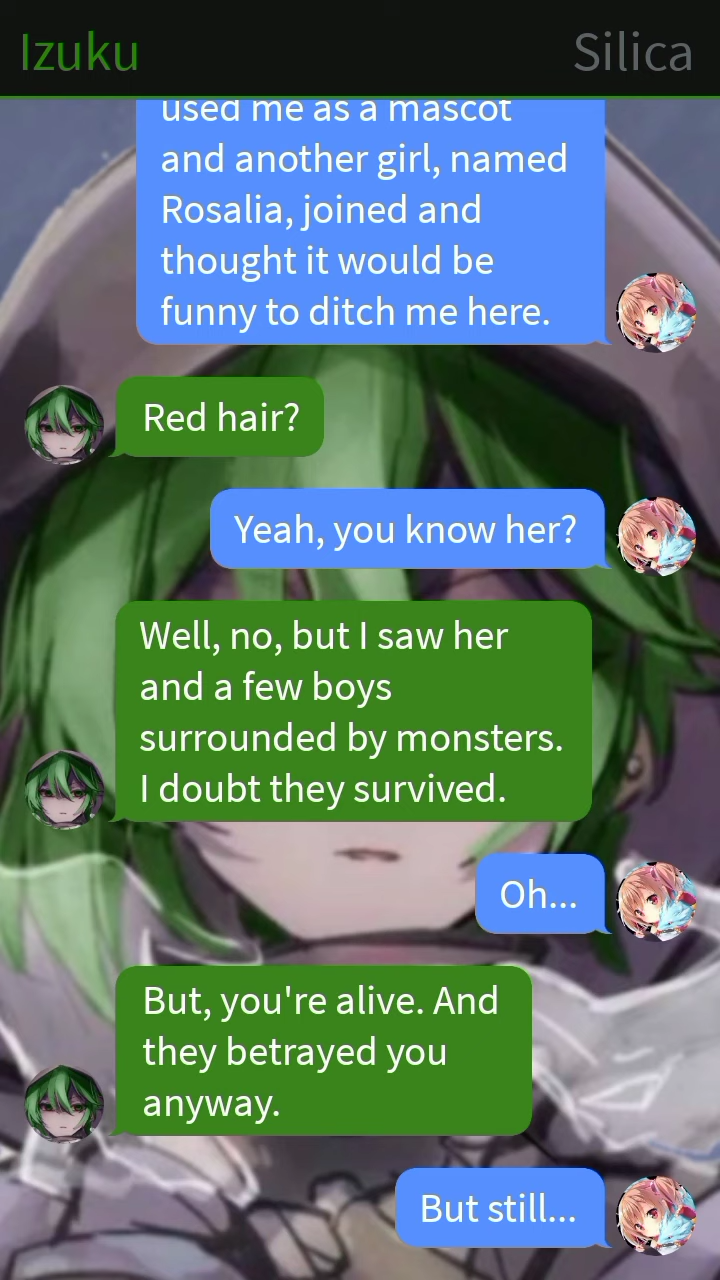 Izuku Silica
used me as a mascot
and another girl, named
Rosalia, joined and
thought it would be
funny to ditch me here.
Red hair?
Yeah, you know her?
Well, no, but I saw her
and a few boys
surrounded by monsters.
I doubt they survived.
Oh...
But, you're alive. And
they betrayed you
anyway.
But still...